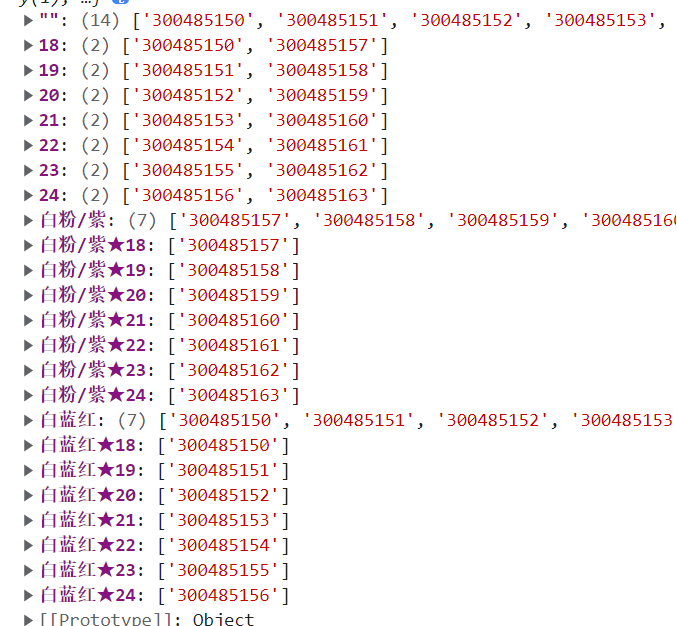 "": (14) ['300485150', '300485151', '300485152', '300485153',
18: (2) ['300485150', '300485157']
19: (2) ['300485151', '300485158']
20: (2) ['300485152', '300485159']
21: (2) ['300485153', '300485160']
22: (2) ['300485154', '300485161']
23: (2) ['300485155', '300485162']
24: (2) ['300485156', '300485163']
白粉/紫: (7) ['300485157', '300485158', '300485159', '30048516
白粉/紫★18: ['300485157']
白粉/紫★19: ['300485158']
白粉/紫★20: ['300485159']
白粉/紫★21: ['300485160']
白粉/紫★22: ['300485161']
白粉/紫★23: ['300485162']
白粉/紫★24: ['300485163']
白蓝红: (7) ['300485150', '300485151', '300485152', '300485153
白蓝红★18: ['300485150']
白蓝红★19: ['300485151']
白蓝红★20: ['300485152']
白蓝红★21: ['300485153']
白蓝红★22: ['300485154']
白蓝红★23: ['300485155']
白蓝红★24: ['300485156']
[[Prototype]]: Object